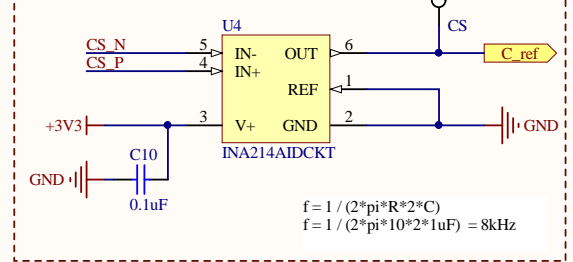 U4
CS
CS_N 5 IN- OUT 6 C_ref
CS_P 4 IN+
REF 1
+3V3 3 V+ GND 2 GND
C10 INA214AIDCKT
GND
0.1uF
f = 1 / (2*pi*R*2*C)
f = 1 / (2*pi*10*2*1uF) = 8kHz